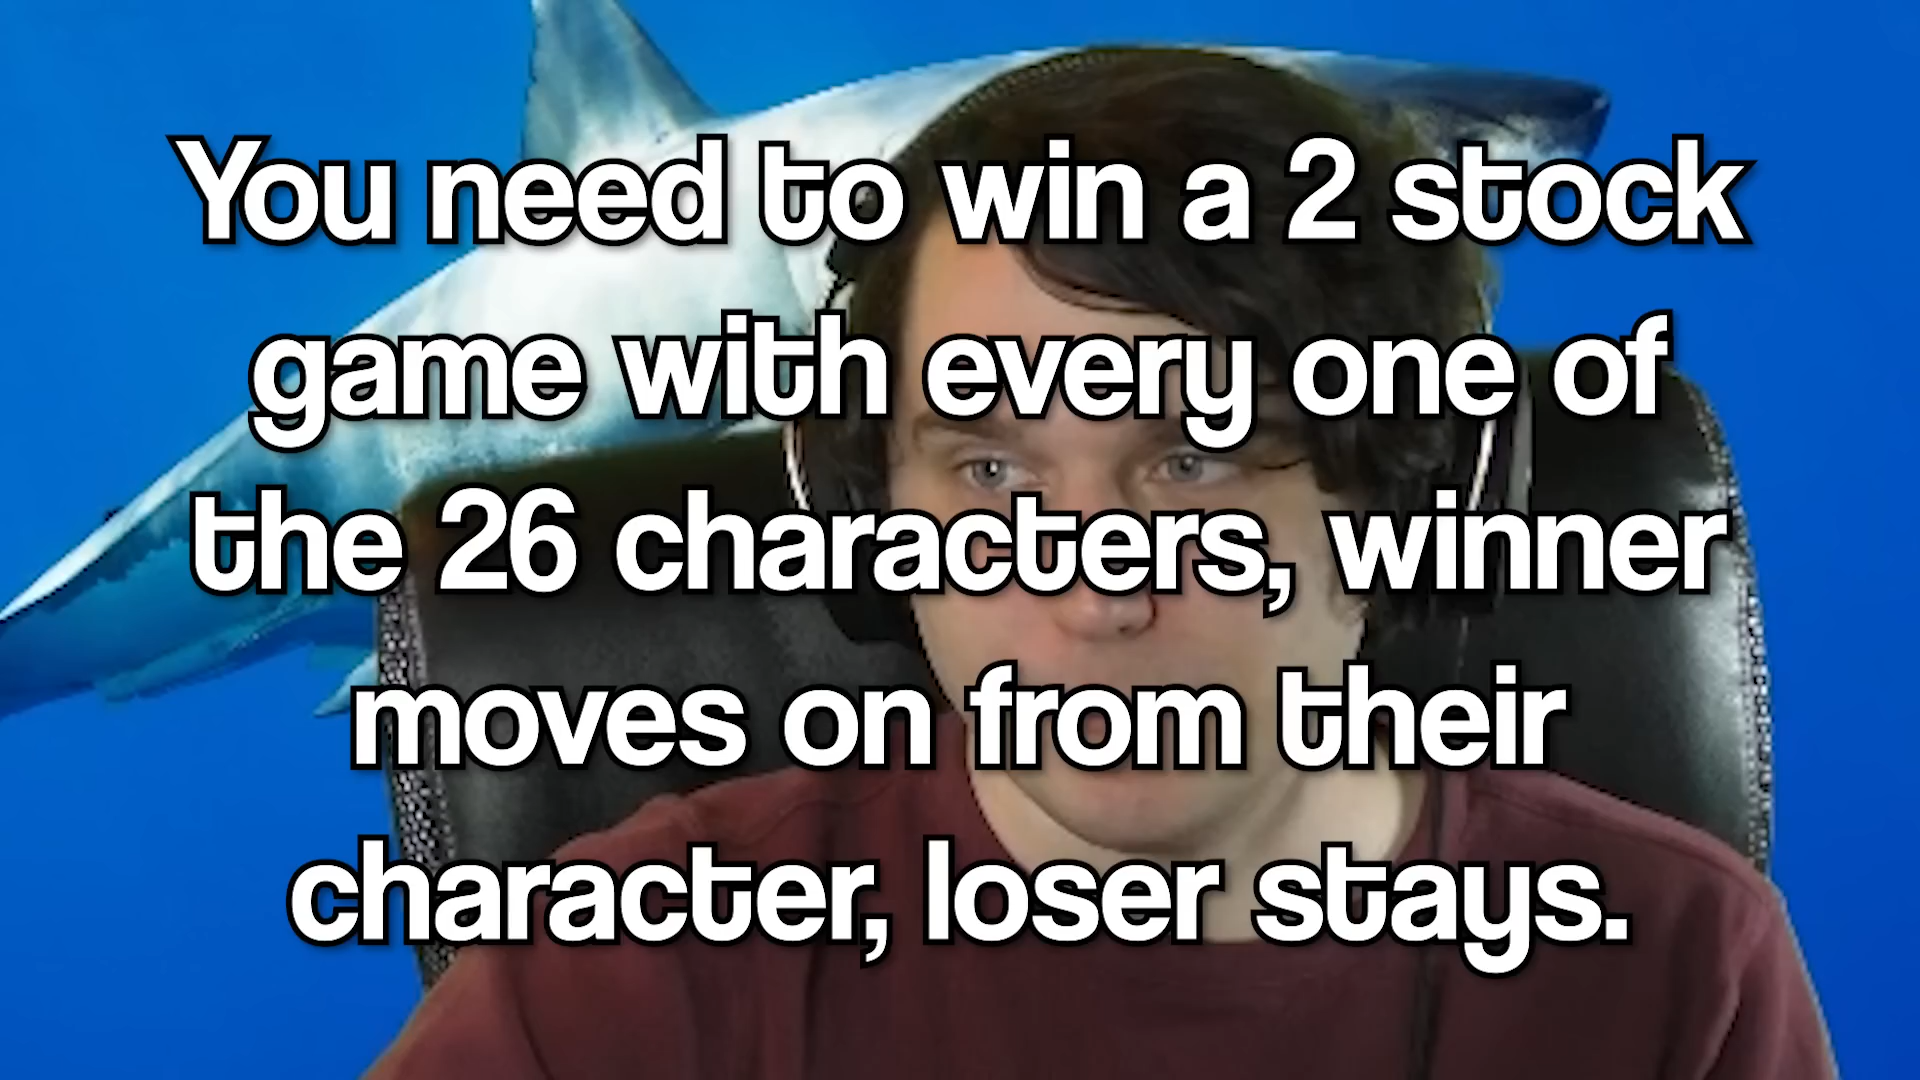 You need to win a 2 stock
game with every one of
the 26 characters, winner
moves on from their
character, loser stays.